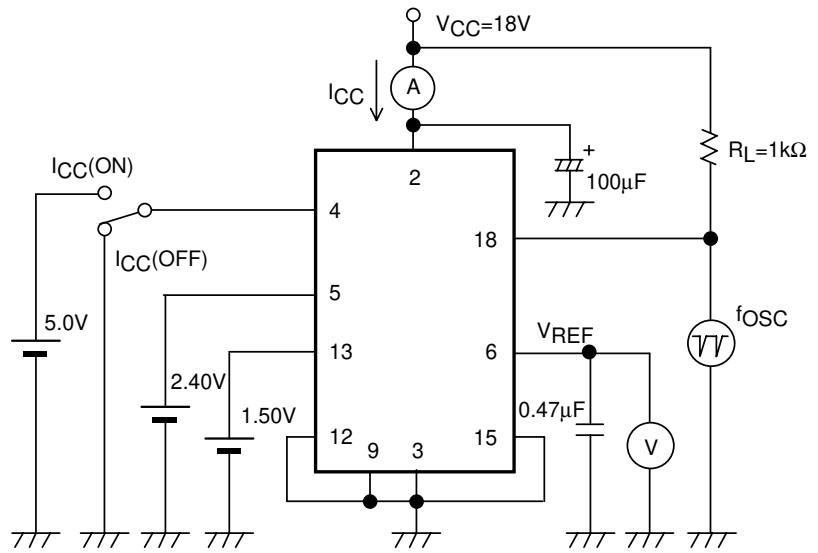 VCC=18V
A
ICC
ICC(ON)
2
+
100µF
RL=1kΩ
4
18
ICC(OFF)
5
5.0V
fOSC
VREF
13
6
2.40V
1.50V
0.47µF
12
15
9
3
V